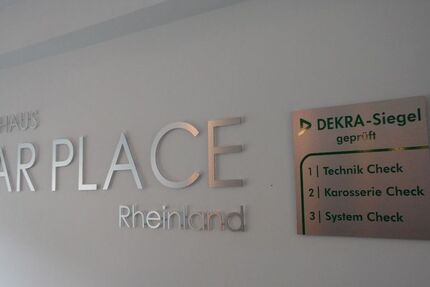 HAUS
AR PLACE
Rheinland
DEKRA-Siegel
geprüft
1 | Technik Check
2 | Karosserie Check
3 | System Check